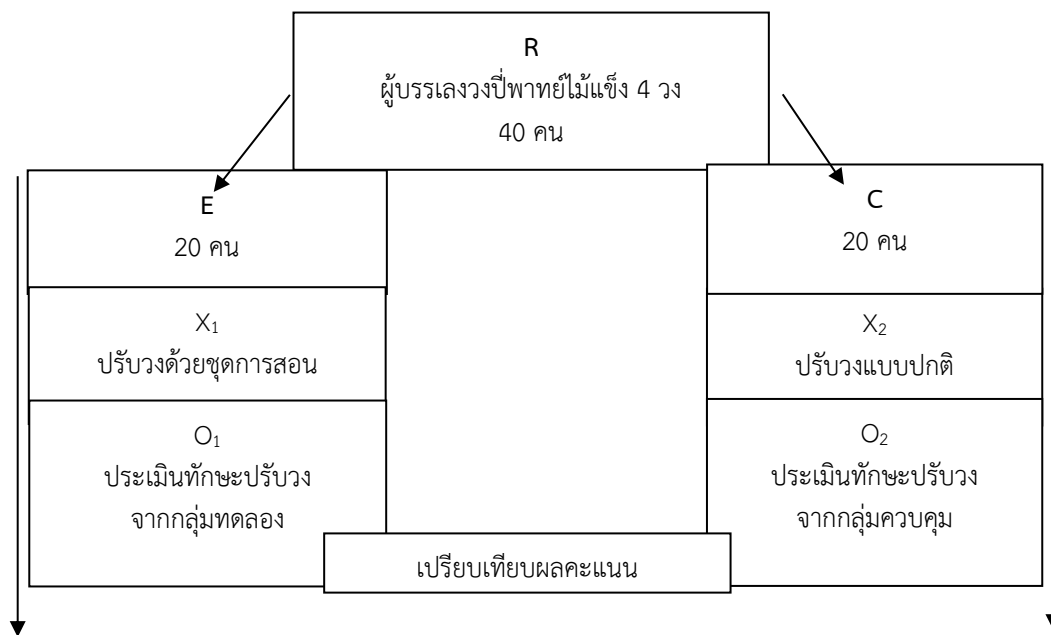 R
ผู้บรรเลงวงปี่พาทย์ไม้แข็ง 4 วง
40 คน
E
20 คน
C
20 คน
X₁
ปรับวงด้วยชุดการสอน
X₂
ปรับวงแบบปกติ
O₁
ประเมินทักษะปรับวง
จากกลุ่มทดลอง
O₂
ประเมินทักษะปรับวง
จากกลุ่มควบคุม
เปรียบเทียบผลคะแนน